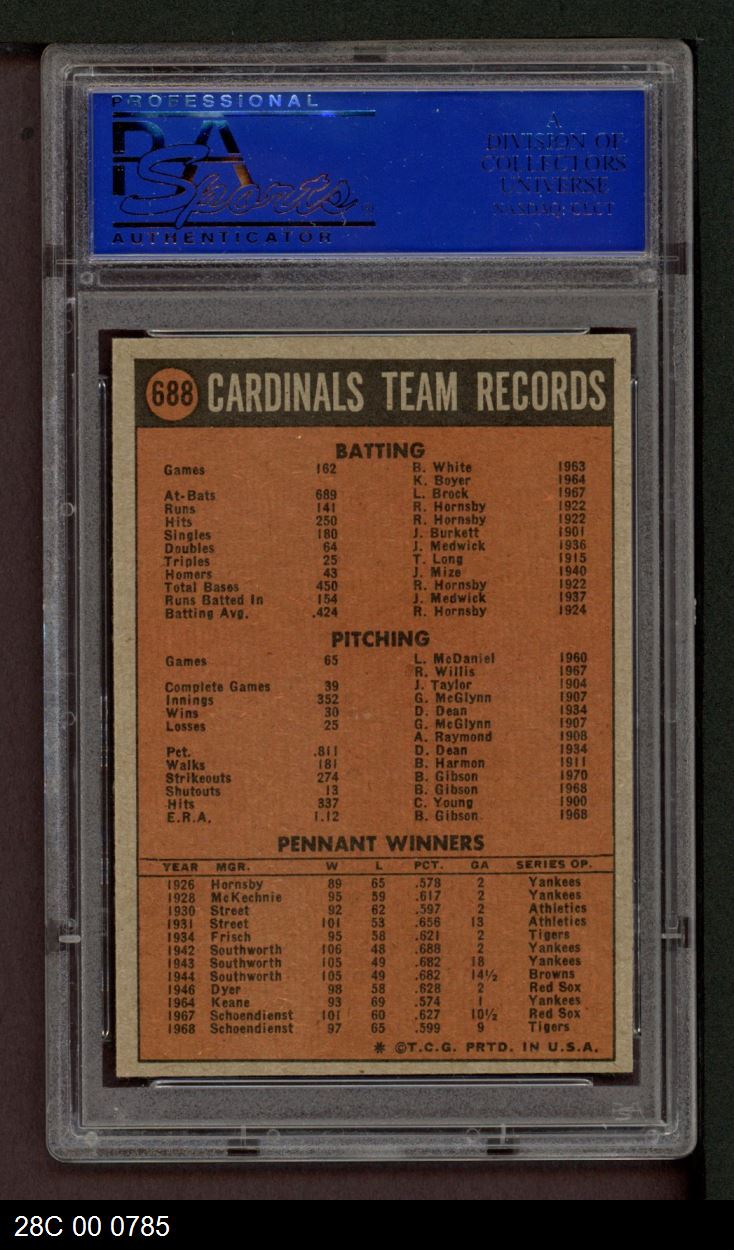 PROFESSIONAL
PSA
Sports
AUTHENTICATOR
A
DIVISION OF
COLLECTORS
UNIVERSE
NASDAQ: CLCT
688 CARDINALS TEAM RECORDS
BATTING
Games 162 B. White 1963
K. Boyer 1964
At-Bats 689 L. Brock 1967
Runs 141 R. Hornsby 1922
Hits 250 R. Hornsby 1922
Singles 180 J. Burkett 1901
Doubles 64 J. Medwick 1936
Triples 25 T. Long 1915
Homers 43 J. Mize 1940
Total Bases 450 R. Hornsby 1922
Runs Batted In 154 J. Medwick 1937
Batting Avg. .424 R. Hornsby 1924
PITCHING
Games 65 L. McDaniel 1960
R. Willis 1967
Complete Games 39 J. Taylor 1904
Innings 352 G. McGlynn 1907
Wins 30 D. Dean 1934
Losses 25 G. McGlynn 1907
A. Raymond 1908
Pct. .811 D. Dean 1934
Walks 181 B. Harmon 1911
Strikeouts 274 B. Gibson 1970
Shutouts 13 B. Gibson 1968
Hits 337 C. Young 1900
E.R.A. 1.12 B. Gibson 1968
PENNANT WINNERS
YEAR MGR. W L PCT. GA SERIES OP.
1926 Hornsby 89 65 .578 2 Yankees
1928 McKechnie 95 59 .617 2 Yankees
1930 Street 92 62 .597 2 Athletics
1931 Street 101 53 .656 13 Athletics
1934 Frisch 95 58 .621 2 Tigers
1942 Southworth 106 48 .688 2 Yankees
1943 Southworth 105 49 .682 18 Yankees
1944 Southworth 105 49 .682 14½ Browns
1946 Dyer 98 58 .628 2 Red Sox
1964 Keane 93 69 .574 1 Yankees
1967 Schoendienst 101 60 .627 10½ Red Sox
1968 Schoendienst 97 65 .599 9 Tigers
* ©T.C.G. PRTD. IN U.S.A.
28C 00 0785